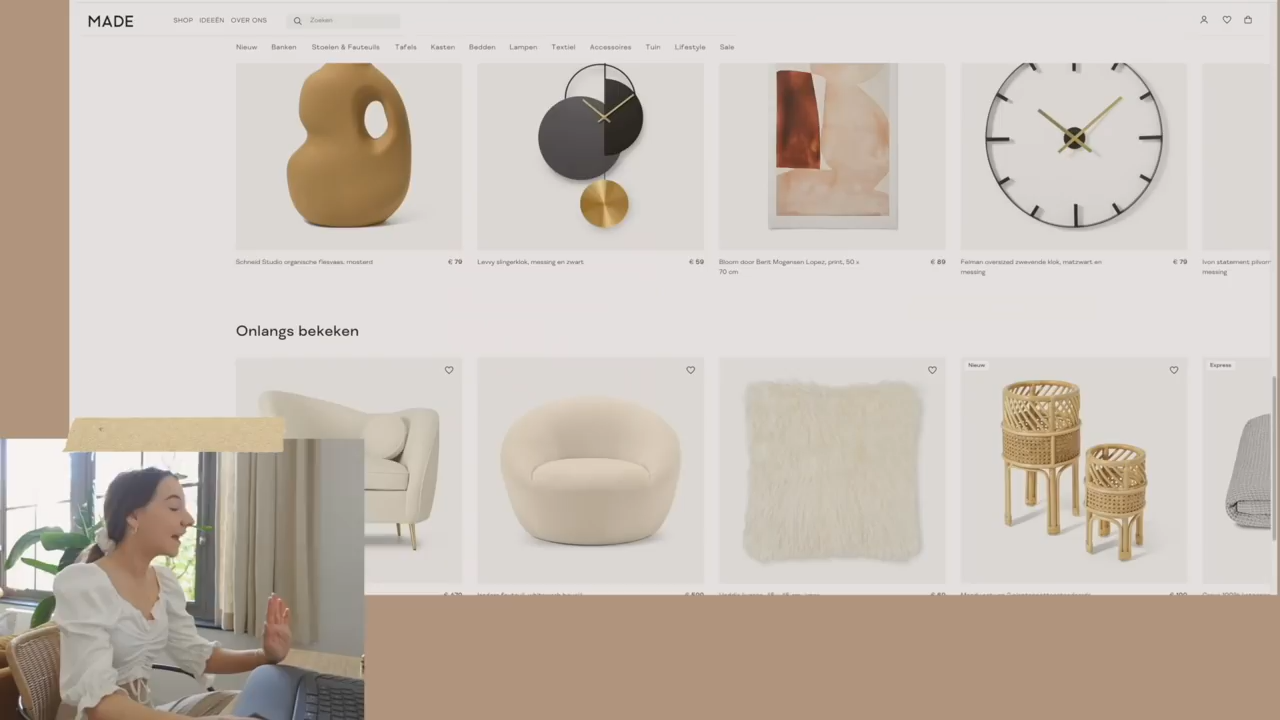 MADE
SHOP IDEEËN OVER ONS
Zoeken
Nieuw Banken Stoelen & Fauteuils Tafels Kasten Bedden Lampen Textiel Accessoires Tuin Lifestyle Sale
Schneid Studio organische flesvaas, mosterd € 79
Lavvy slingerklok, messing en zwart € 59
Bloom door Berit Mogensen Lopez, print, 50 x € 89
70 cm
Felman oversized zwevende klok, matzwart en € 79
messing
Ivon statement
messing
Onlangs bekeken
Nieuw
Express